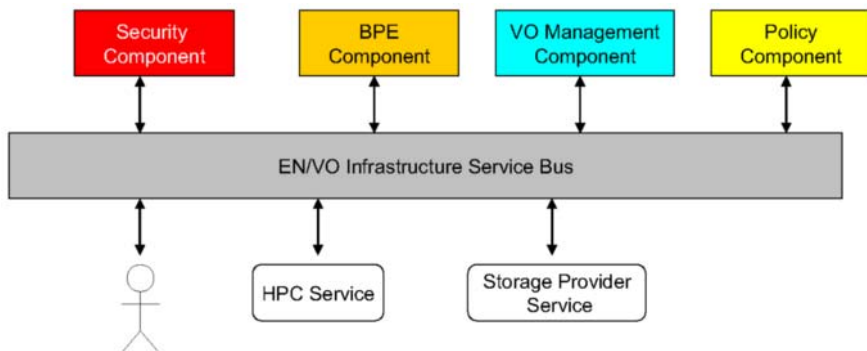 Security
Component
BPE
Component
VO Management
Component
Policy
Component
EN/VO Infrastructure Service Bus
HPC Service
Storage Provider
Service